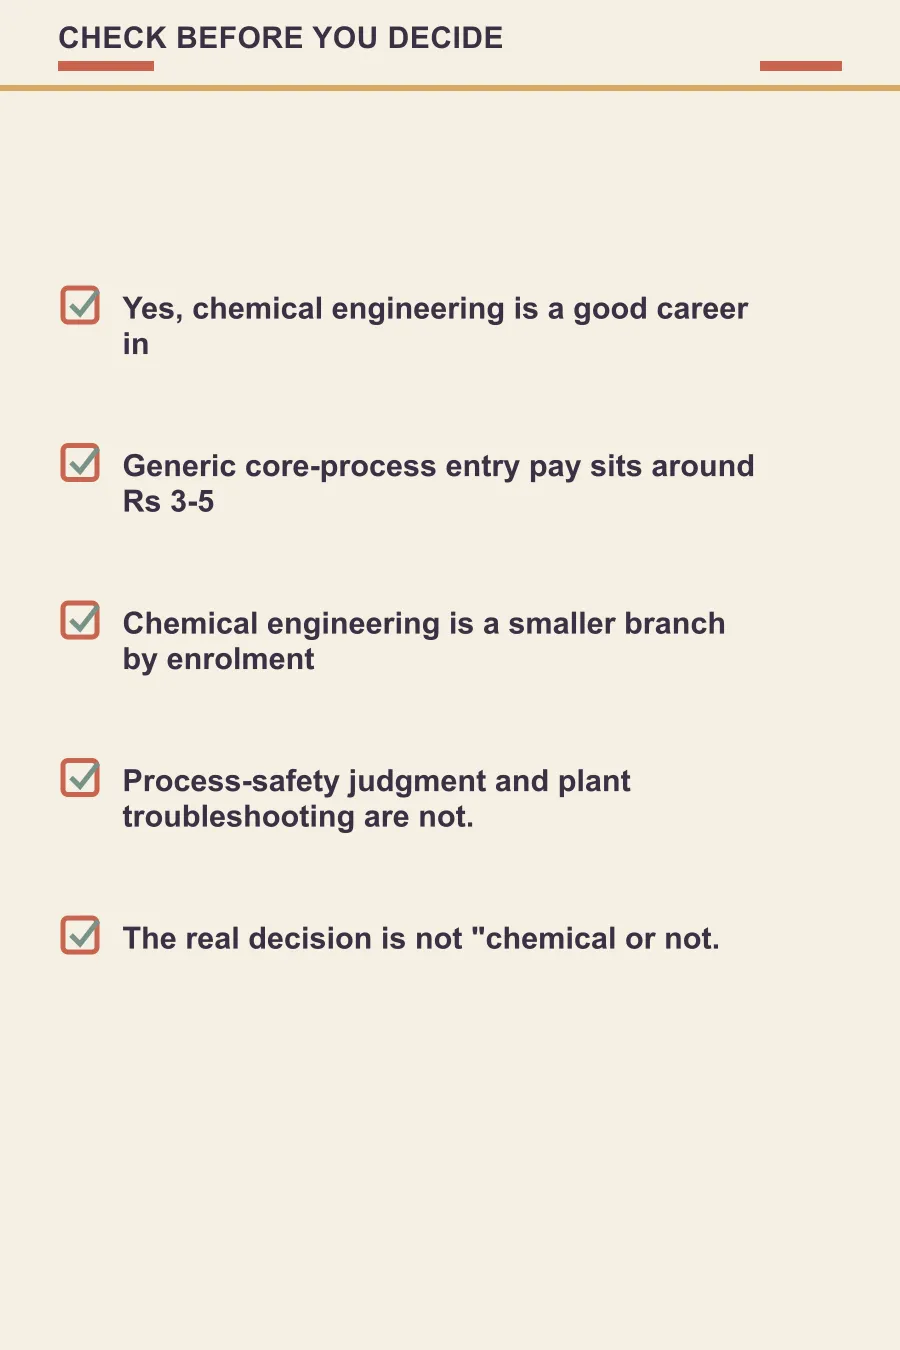 CHECK BEFORE YOU DECIDE
Yes, chemical engineering is a good career
in
Generic core-process entry pay sits around
Rs 3-5
Chemical engineering is a smaller branch
by enrolment
Process-safety judgment and plant
troubleshooting are not.
The real decision is not "chemical or not.